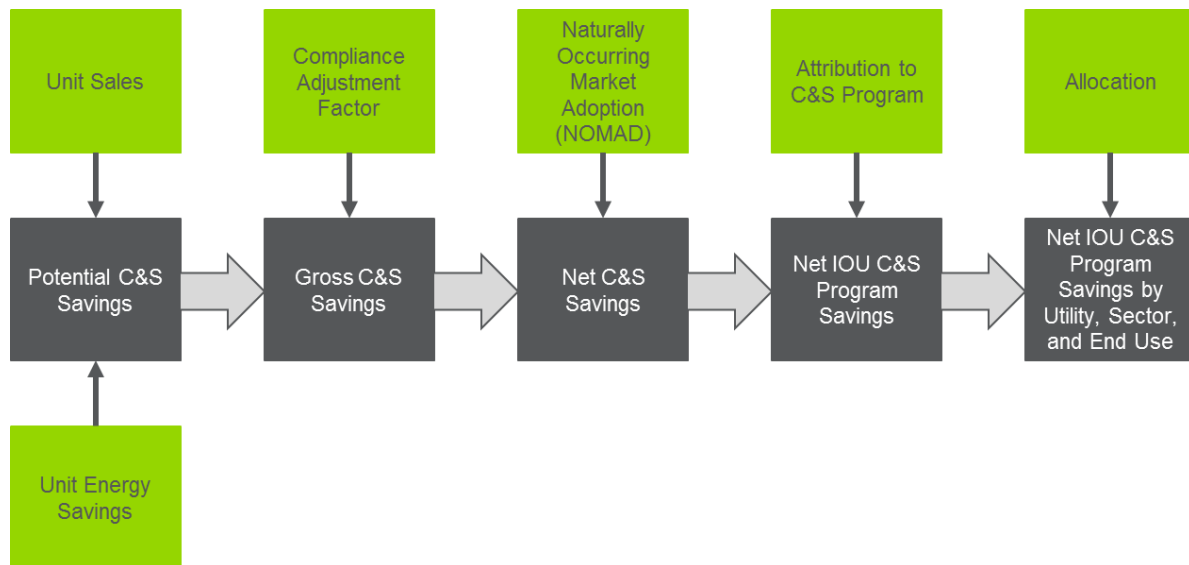 Unit Sales
Compliance
Adjustment
Factor
Naturally
Occurring
Market
Adoption
(NOMAD)
Attribution to
C&S Program
Allocation
Potential C&S
Savings
Gross C&S
Savings
Net C&S
Savings
Net IOU C&S
Program
Savings
Net IOU C&S
Program
Savings by
Utility, Sector,
and End Use
Unit Energy
Savings